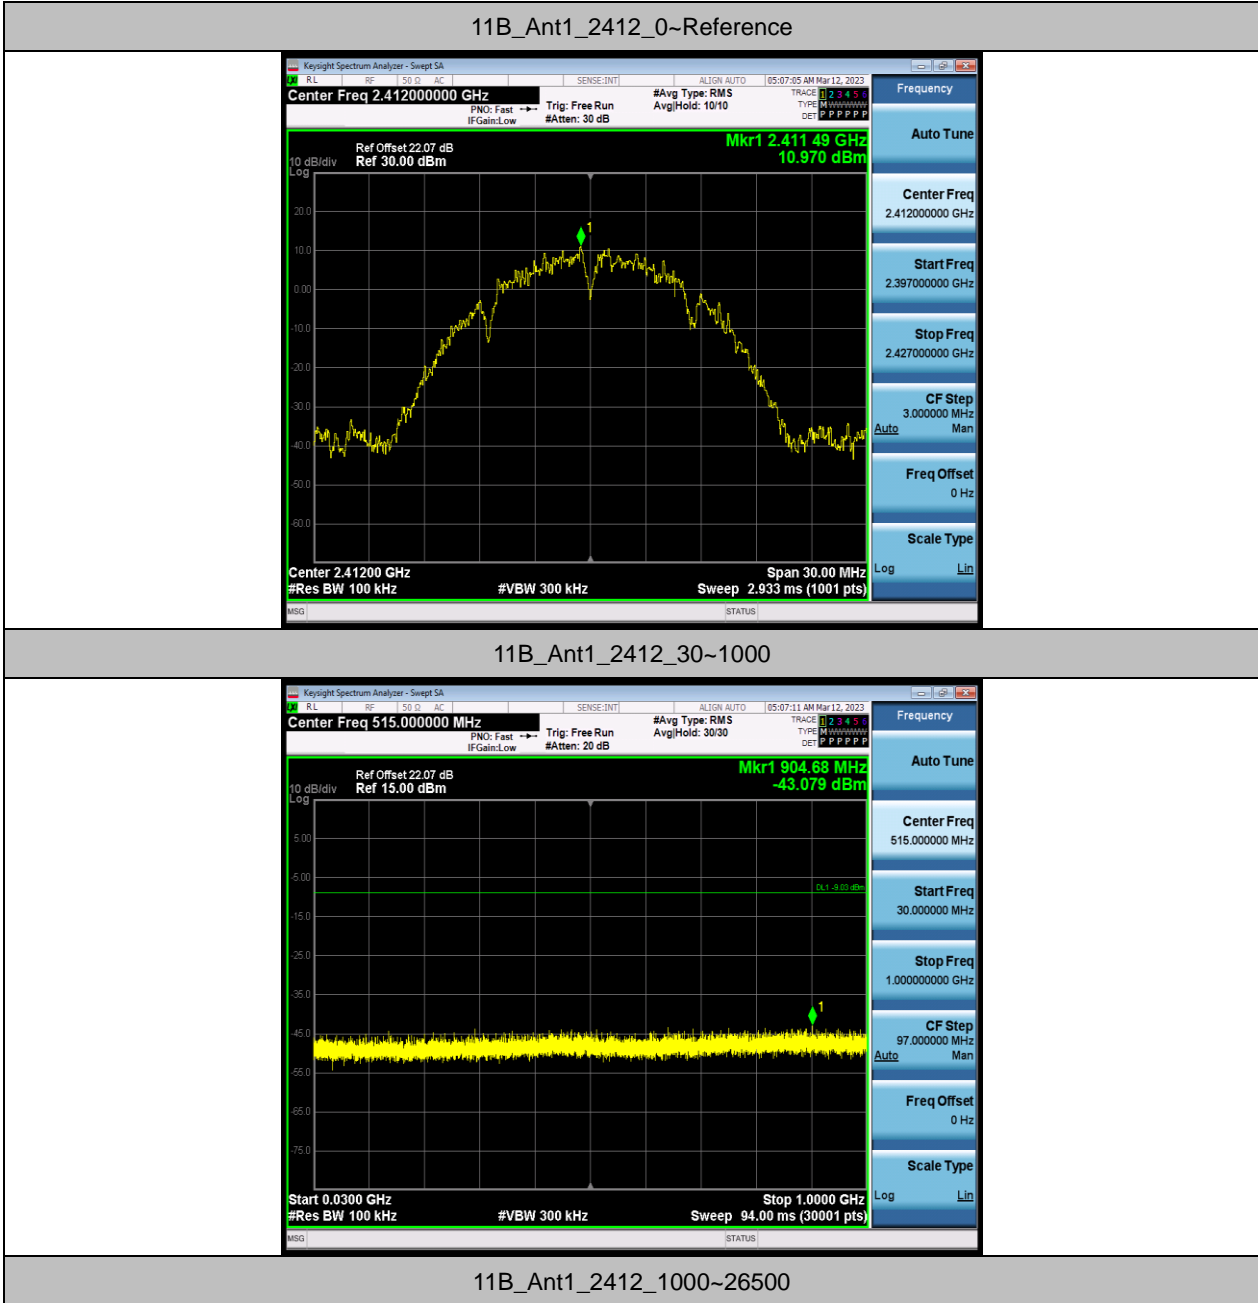 11B_Ant1_2412_0~Reference
Keysight Spectrum Analyzer - Swept SA
LXI RL RF 50 Ω AC SENSE:INT ALIGN AUTO 05:07:05 AM Mar 12, 2023
Center Freq 2.412000000 GHz
PNO: Fast
IFGain:Low
Trig: Free Run
#Atten: 30 dB
#Avg Type: RMS
Avg|Hold: 10/10
TRACE 1 2 3 4 5 6
TYPE M WWWWW
DET P P P P P P
Ref Offset 22.07 dB
10 dB/div Ref 30.00 dBm
Log
Mkr1 2.411 49 GHz
10.970 dBm
20.0
10.0
0.00
-10.0
-20.0
-30.0
-40.0
-50.0
-60.0
1
Center 2.41200 GHz Span 30.00 MHz
#Res BW 100 kHz #VBW 300 kHz Sweep 2.933 ms (1001 pts)
MSG STATUS
Frequency
Auto Tune
Center Freq
2.412000000 GHz
Start Freq
2.397000000 GHz
Stop Freq
2.427000000 GHz
CF Step
3.000000 MHz
Auto Man
Freq Offset
0 Hz
Scale Type
Log Lin
11B_Ant1_2412_30~1000
Keysight Spectrum Analyzer - Swept SA
LXI RL RF 50 Ω AC SENSE:INT ALIGN AUTO 05:07:11 AM Mar 12, 2023
Center Freq 515.000000 MHz
PNO: Fast
IFGain:Low
Trig: Free Run
#Atten: 20 dB
#Avg Type: RMS
Avg|Hold: 30/30
TRACE 1 2 3 4 5 6
TYPE M WWWWW
DET P P P P P P
Ref Offset 22.07 dB
10 dB/div Ref 15.00 dBm
Log
Mkr1 904.68 MHz
-43.079 dBm
5.00
-5.00
-15.0
-25.0
-35.0
-45.0
-55.0
-65.0
-75.0
DL1 -9.03 dBm
1
Start 0.0300 GHz Stop 1.0000 GHz
#Res BW 100 kHz #VBW 300 kHz Sweep 94.00 ms (30001 pts)
MSG STATUS
Frequency
Auto Tune
Center Freq
515.000000 MHz
Start Freq
30.000000 MHz
Stop Freq
1.000000000 GHz
CF Step
97.000000 MHz
Auto Man
Freq Offset
0 Hz
Scale Type
Log Lin
11B_Ant1_2412_1000~26500